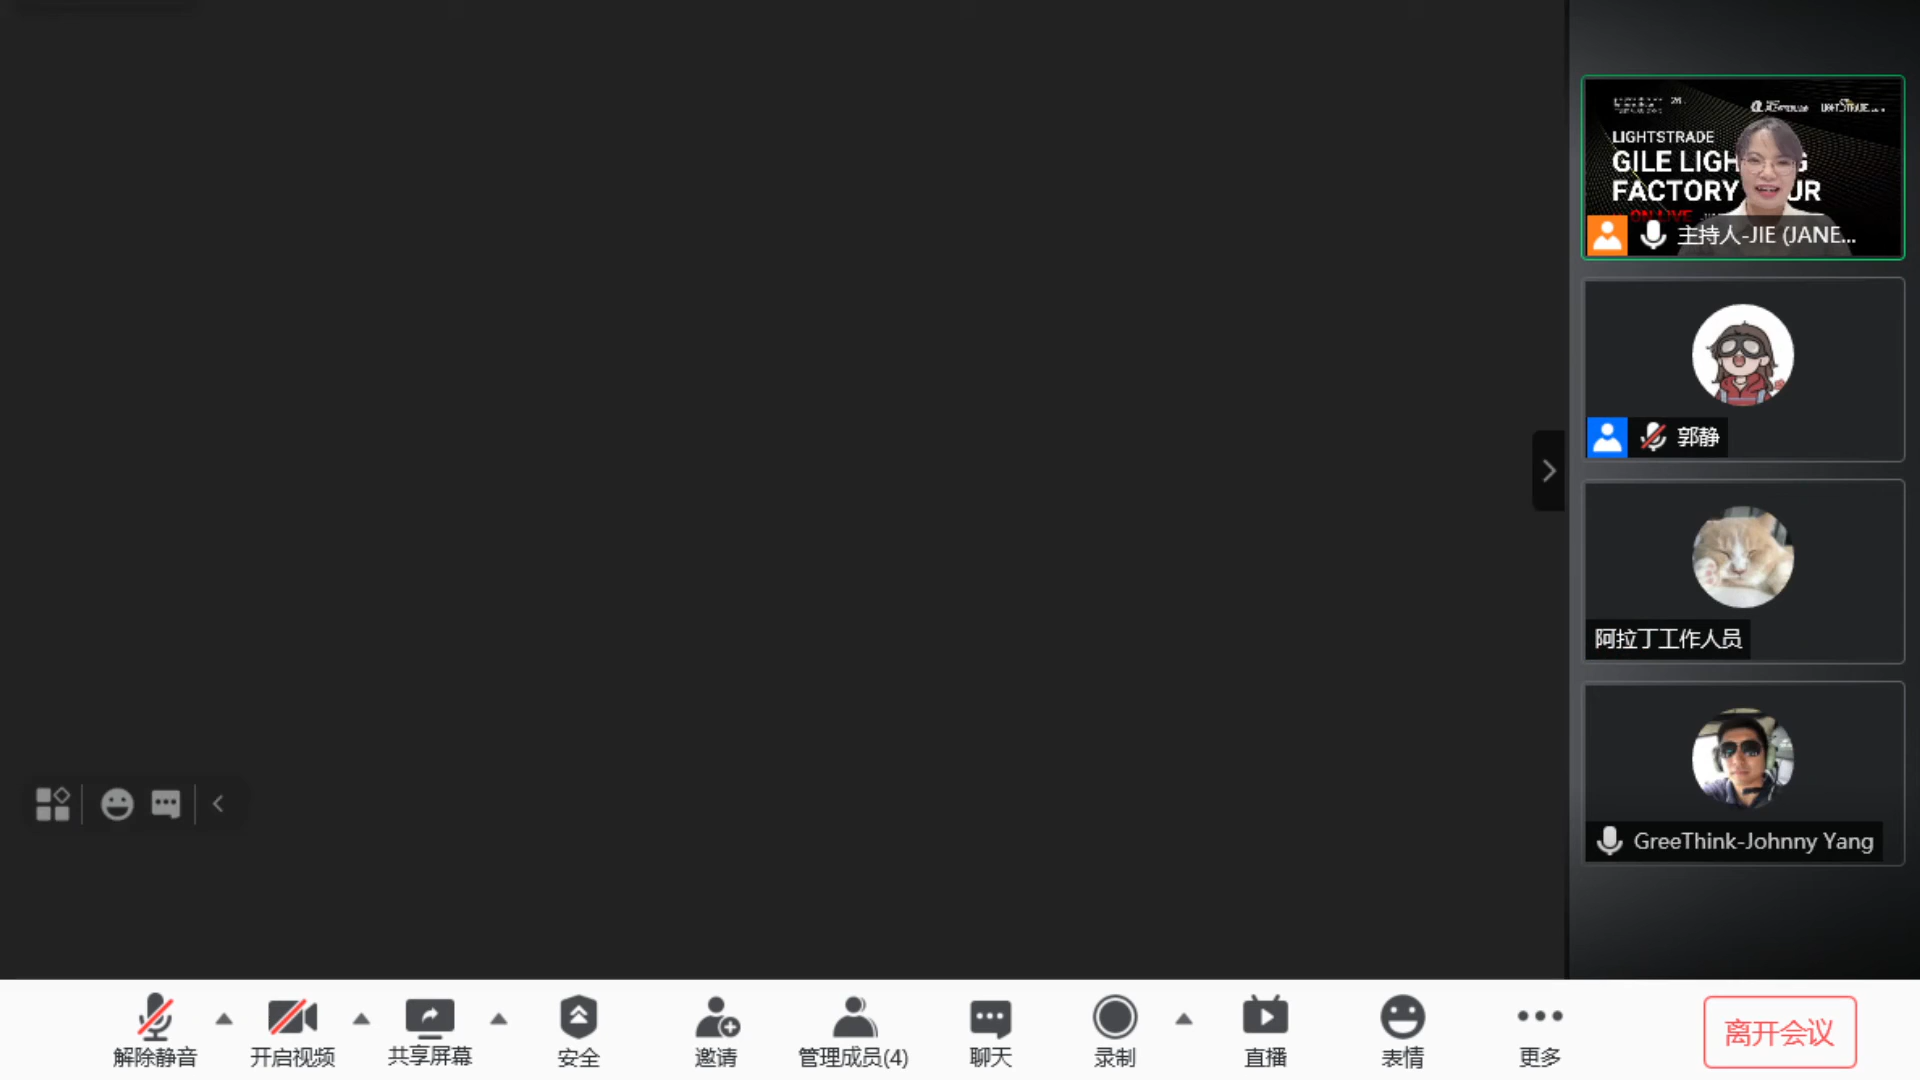 LIGHTSTRADE
LIGHTSTRADE
GILE LIGH G
FACTORY UR
ON LIVE
主持人-JIE (JANE...
郭静
阿拉丁工作人员
GreeThink-Johnny Yang
解除静音
开启视频
共享屏幕
安全
邀请
管理成员(4)
聊天
录制
直播
表情
更多
离开会议